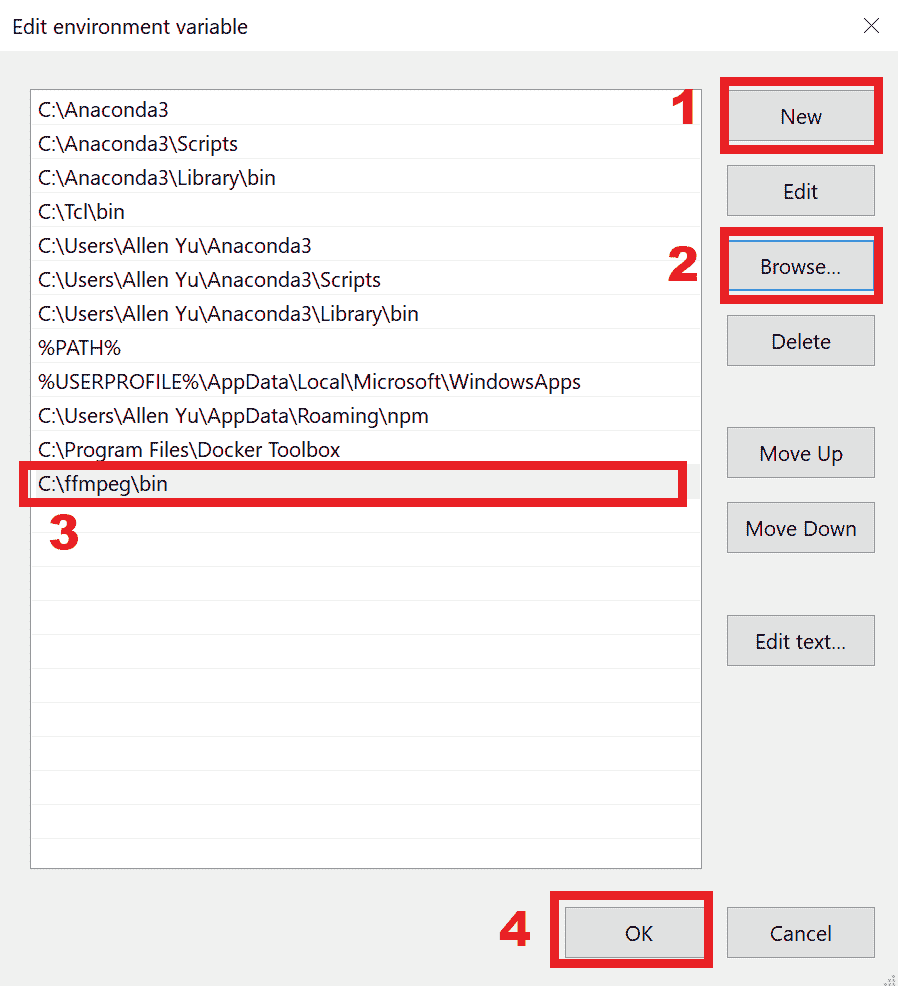 Edit environment variable
C:\Anaconda3
C:\Anaconda3\Scripts
C:\Anaconda3\Library\bin
C:\Tcl\bin
C:\Users\Allen Yu\Anaconda3
C:\Users\Allen Yu\Anaconda3\Scripts
C:\Users\Allen Yu\Anaconda3\Library\bin
%PATH%
%USERPROFILE%\AppData\Local\Microsoft\WindowsApps
C:\Users\Allen Yu\AppData\Roaming\npm
C:\Program Files\Docker Toolbox
C:\ffmpeg\bin
3
1
New
Edit
2
Browse...
Delete
Move Up
Move Down
Edit text...
4
OK
Cancel